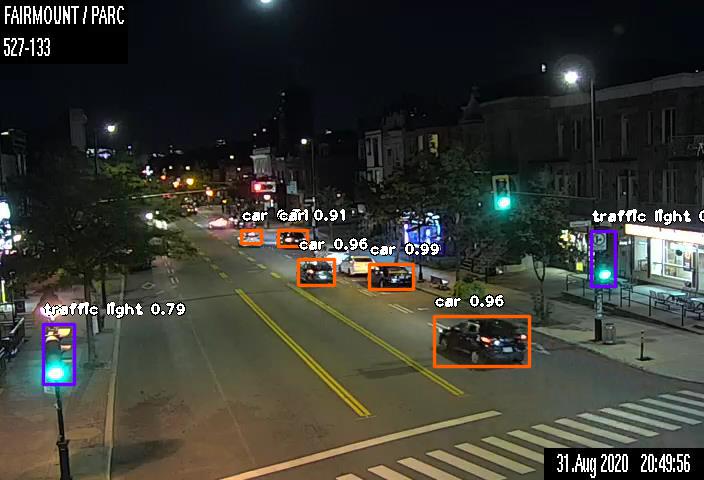 FAIRMOUNT / PARC
527-133
car
car 0.91
car 0.96
car 0.99
traffic light
car 0.96
traffic light 0.79
31.Aug 2020 20:49:56